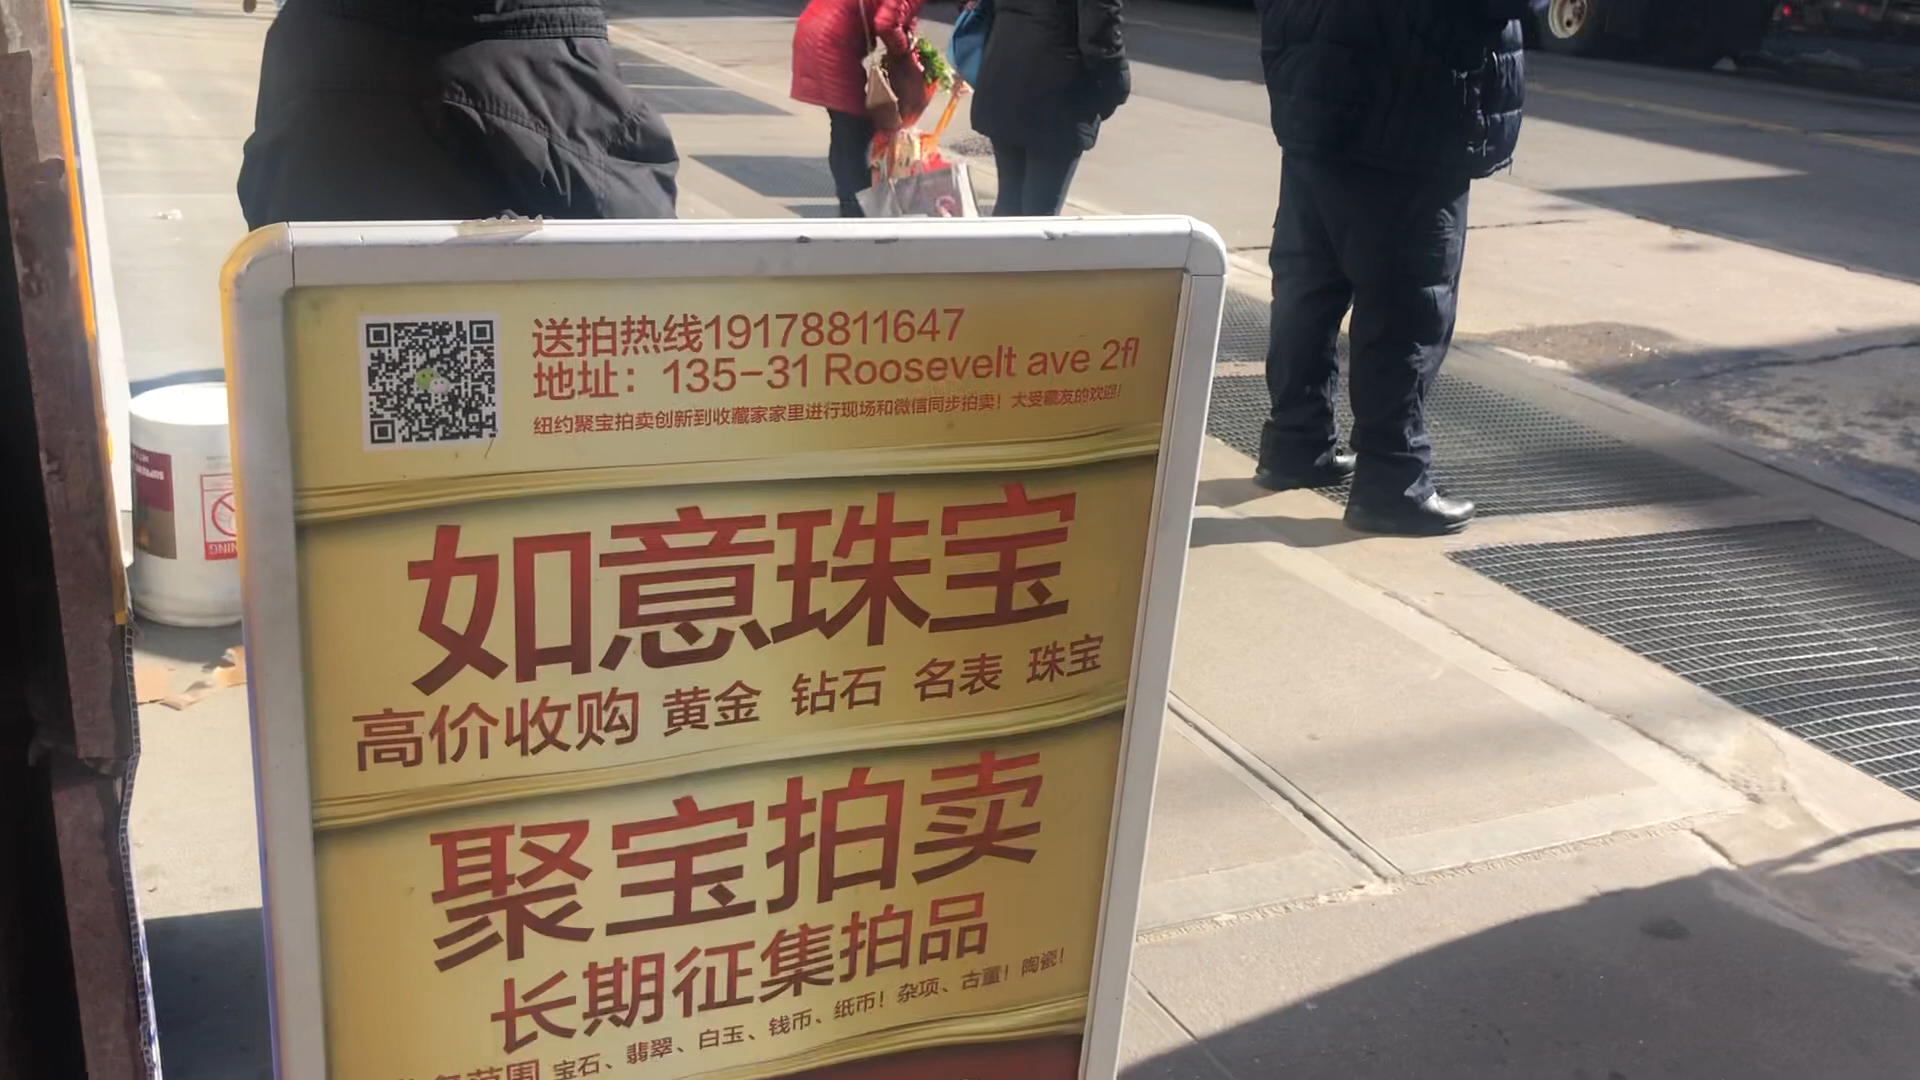 送拍热线19178811647
地址：135-31 Roosevelt ave 2fl
纽约聚宝拍卖创新到收藏家家里进行现场和微信同步拍卖！大受藏友的欢迎！
如意珠宝
高价收购 黄金 钻石 名表 珠宝
聚宝拍卖
长期征集拍品
范围 宝石、翡翠、白玉、钱币、纸币！杂项、古董！陶瓷！